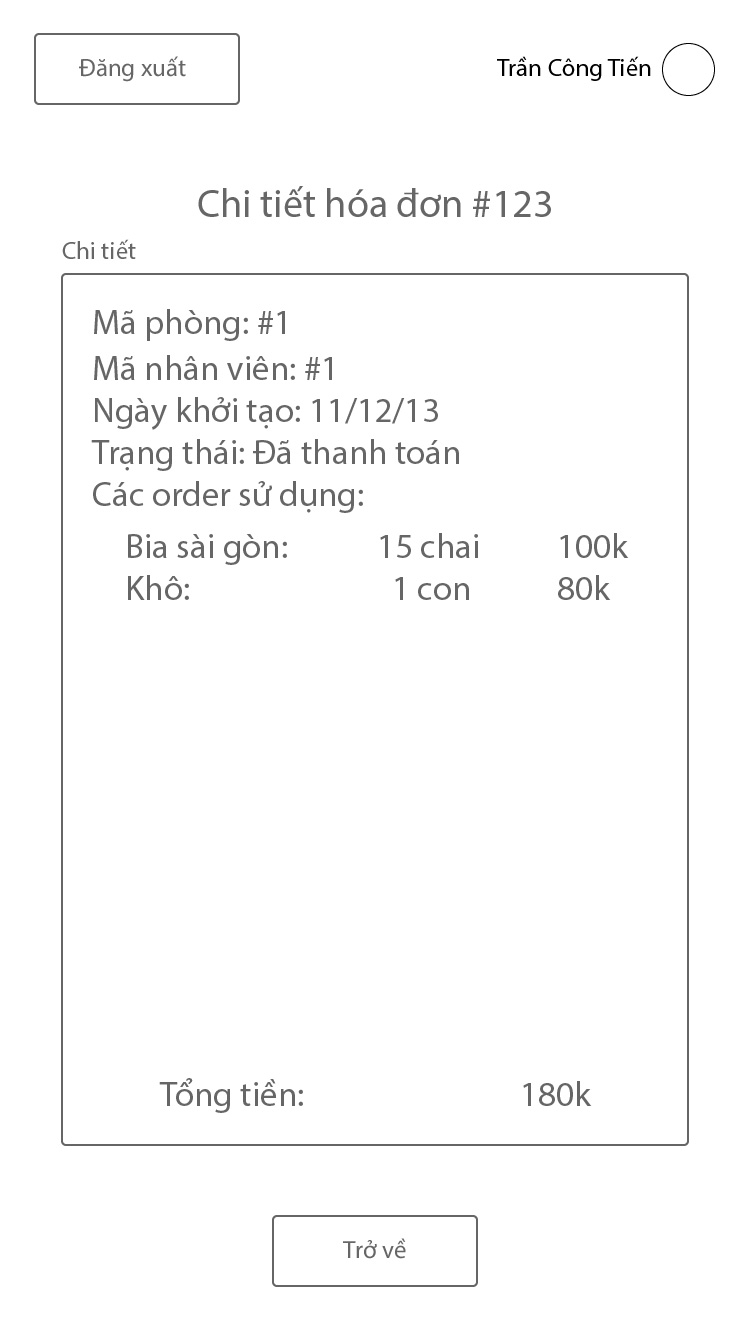 Đăng xuất
Trần Công Tiến
Chi tiết hóa đơn #123
Chi tiết
Mã phòng: #1
Mã nhân viên: #1
Ngày khởi tạo: 11/12/13
Trạng thái: Đã thanh toán
Các order sử dụng:
Bia sài gòn: 15 chai 100k
Khô: 1 con 80k
Tổng tiền: 180k
Trở về